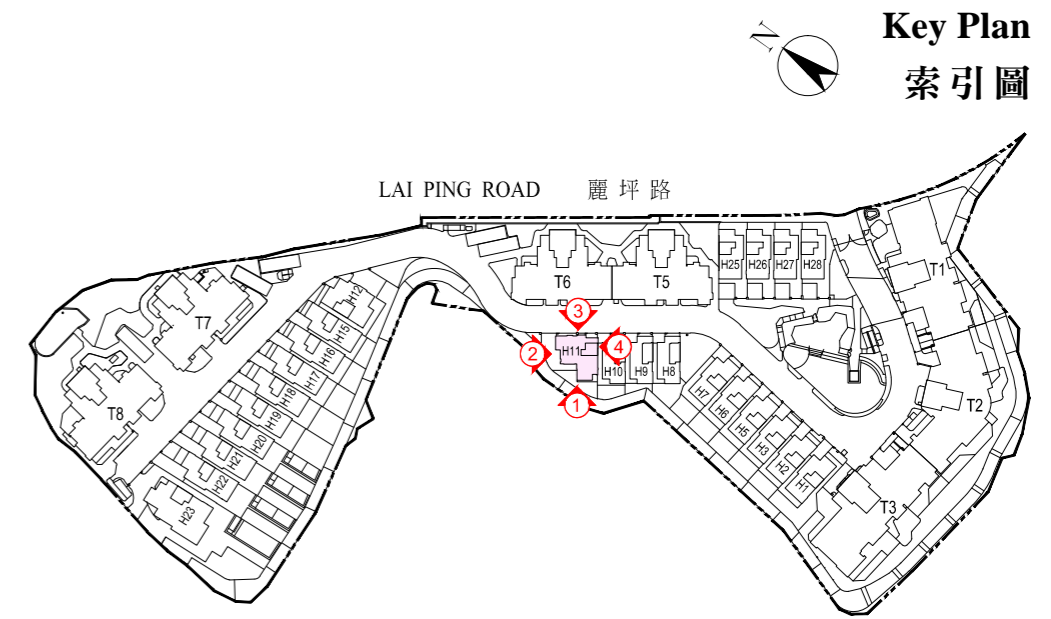 N
Key Plan
索引圖
LAI PING ROAD 麗坪路
T6
T5
H25
H26
H27
H28
T1
T7
H12
H15
H16
H17
H18
H19
H20
H21
H22
H23
T8
3
2
H11
4
1
H10
H9
H8
H7
H6
H5
H3
H2
H1
T2
T3